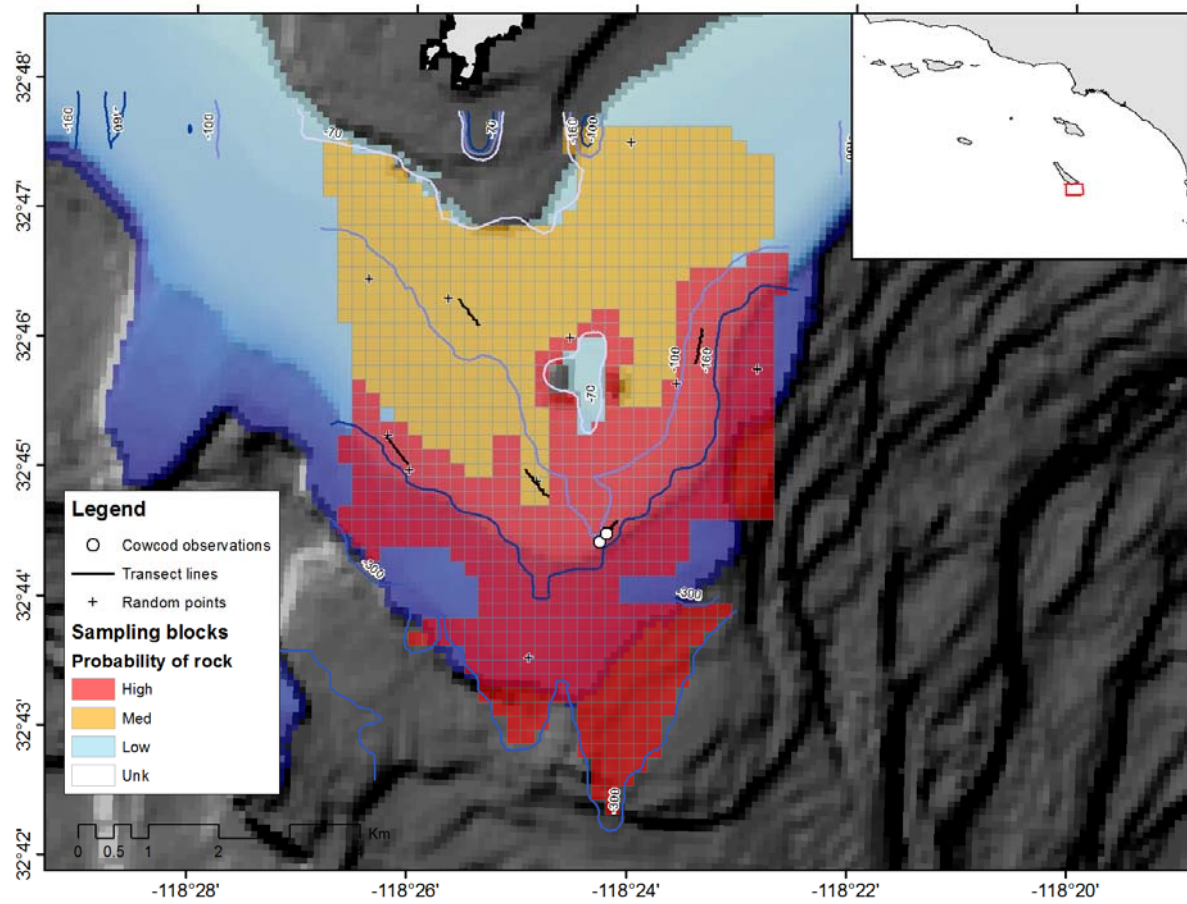 32°48'
32°47'
32°46'
32°45'
32°44'
32°43'
32°42'
-160
-160
-100
-70
-70
-160
-100
-100
-160
-70
-300
-300
-300
Legend
Cowcod observations
Transect lines
Random points
Sampling blocks
Probability of rock
High
Med
Low
Unk
0 0.5 1 2 Km
-118°28' -118°26' -118°24' -118°22' -118°20'